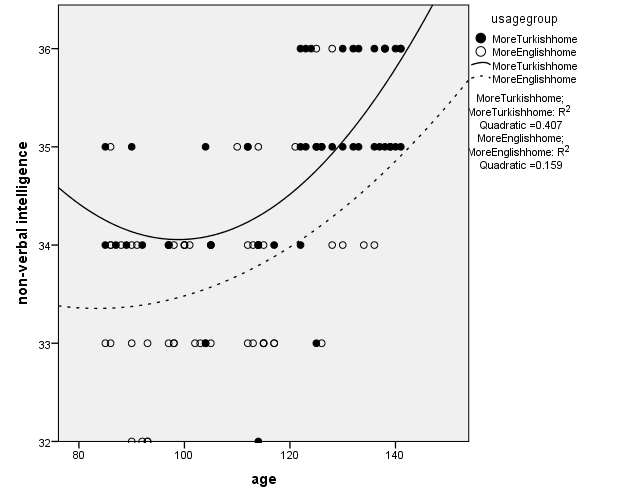 usagegroup
MoreTurkishhome
MoreEnglishhome
MoreTurkishhome
MoreEnglishhome
MoreTurkishhome;
MoreTurkishhome: R2
Quadratic =0.407
MoreEnglishhome;
MoreEnglishhome: R2
Quadratic =0.159
non-verbal intelligence
36
35
34
33
32
80 100 120 140
age